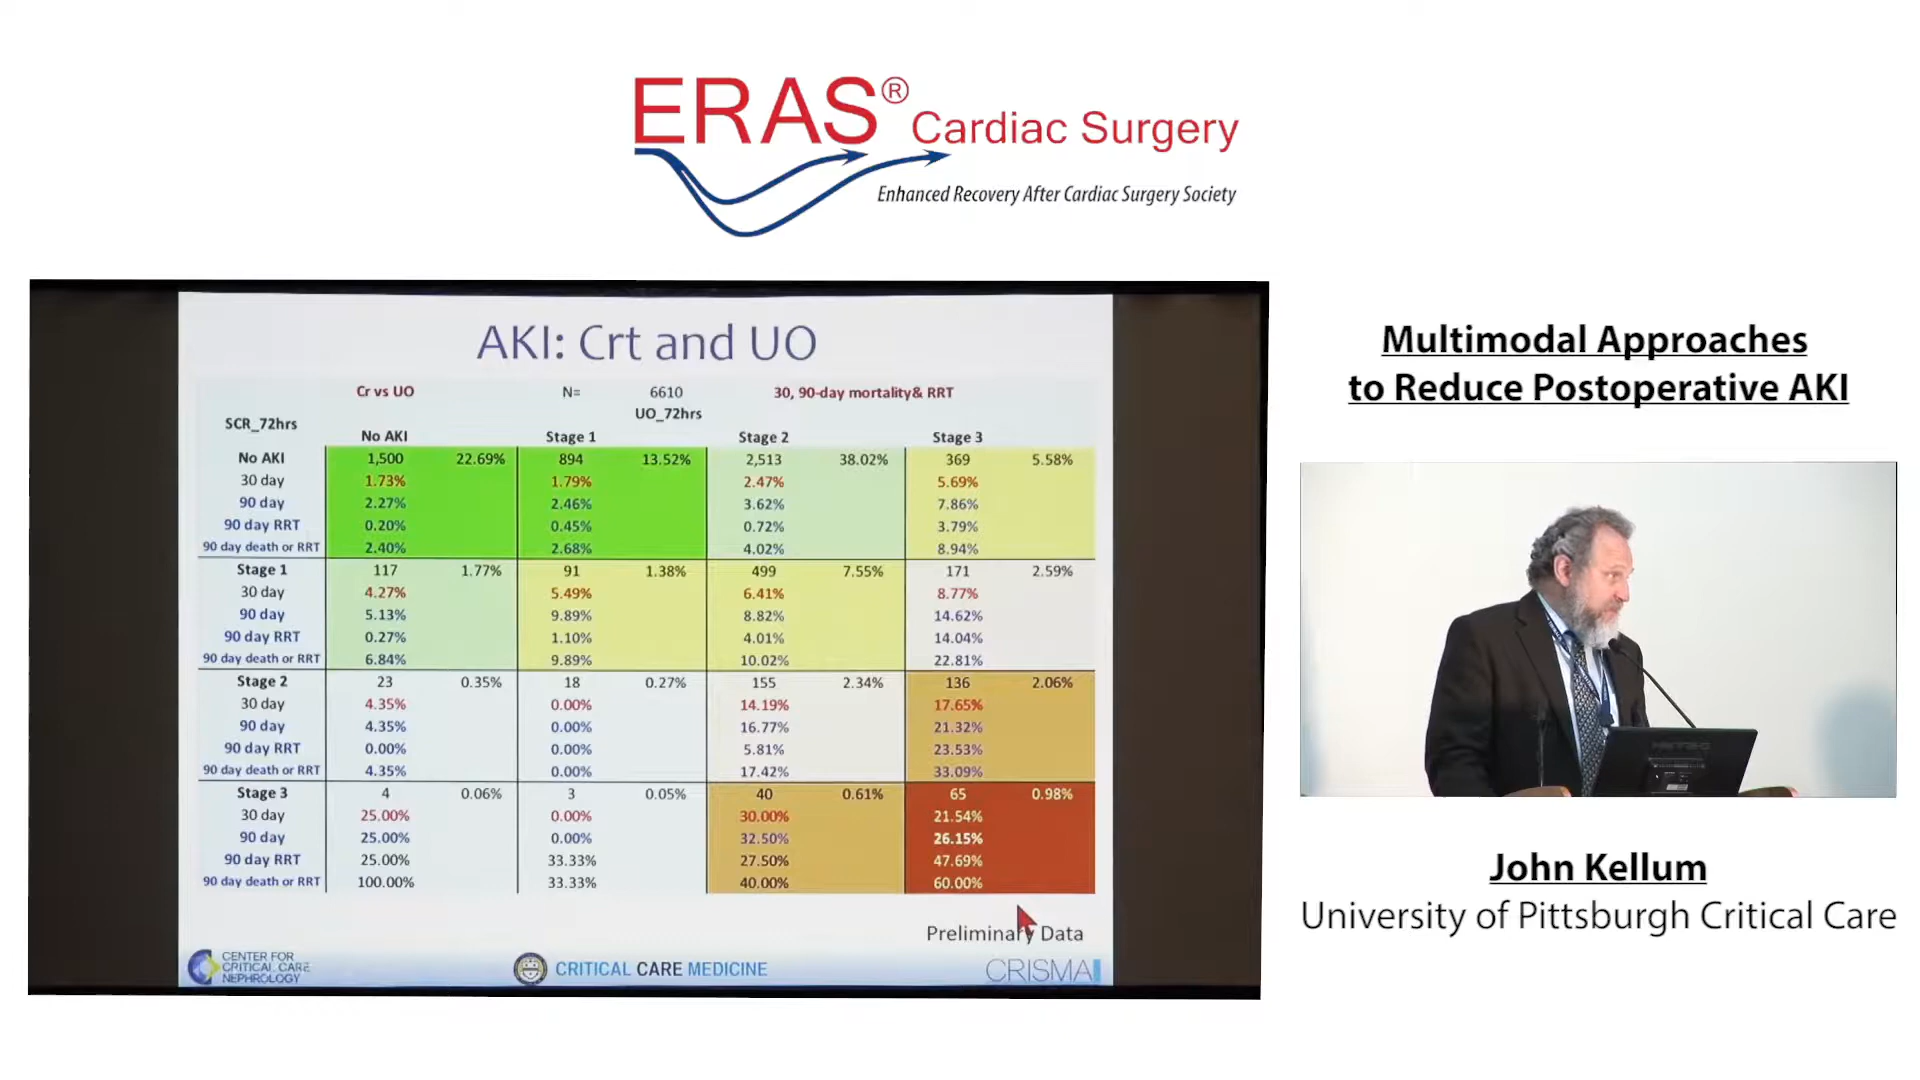 ERAS® Cardiac Surgery
Enhanced Recovery After Cardiac Surgery Society
AKI: Crt and UO
Cr vs UO N= 6610 30, 90-day mortality& RRT
SCR_72hrs UO_72hrs
No AKI Stage 1 Stage 2 Stage 3
No AKI 1,500 22.69% 894 13.52% 2,513 38.02% 369 5.58%
30 day 1.73% 1.79% 2.47% 5.69%
90 day 2.27% 2.46% 3.62% 7.86%
90 day RRT 0.20% 0.45% 0.72% 3.79%
90 day death or RRT 2.40% 2.68% 4.02% 8.94%
Stage 1 117 1.77% 91 1.38% 499 7.55% 171 2.59%
30 day 4.27% 5.49% 6.41% 8.77%
90 day 5.13% 9.89% 8.82% 14.62%
90 day RRT 0.27% 1.10% 4.01% 14.04%
90 day death or RRT 6.84% 9.89% 10.02% 22.81%
Stage 2 23 0.35% 18 0.27% 155 2.34% 136 2.06%
30 day 4.35% 0.00% 14.19% 17.65%
90 day 4.35% 0.00% 16.77% 21.32%
90 day RRT 0.00% 0.00% 5.81% 23.53%
90 day death or RRT 4.35% 0.00% 17.42% 33.09%
Stage 3 4 0.06% 3 0.05% 40 0.61% 65 0.98%
30 day 25.00% 0.00% 30.00% 21.54%
90 day 25.00% 0.00% 32.50% 26.15%
90 day RRT 25.00% 33.33% 27.50% 47.69%
90 day death or RRT 100.00% 33.33% 40.00% 60.00%
Preliminary Data
CENTER FOR
CRITICAL CARE
NEPHROLOGY
CRITICAL CARE MEDICINE
CRISMA
Multimodal Approaches
to Reduce Postoperative AKI
John Kellum
University of Pittsburgh Critical Care